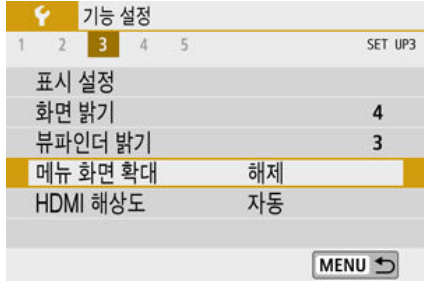 기능 설정
1 2 3 4 5 SET UP3
표시 설정
화면 밝기 4
뷰파인더 밝기 3
메뉴 화면 확대 해제
HDMI 해상도 자동
MENU